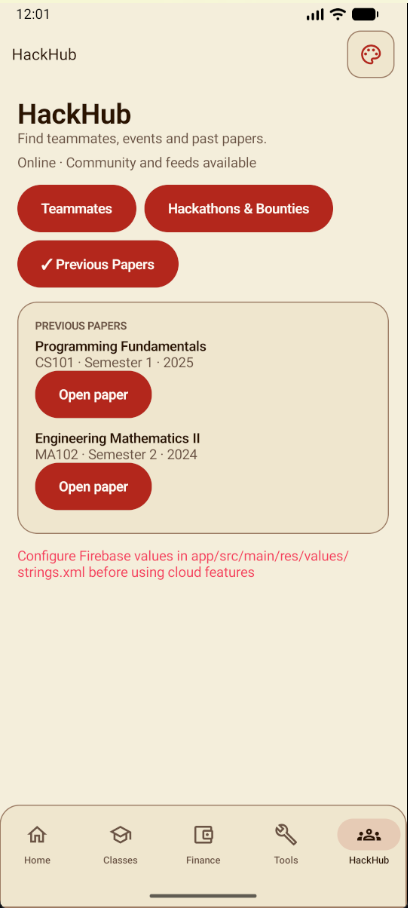 12:01
HackHub
HackHub
Find teammates, events and past papers.
Online · Community and feeds available
Teammates
Hackathons & Bounties
✓ Previous Papers
PREVIOUS PAPERS
Programming Fundamentals
CS101 · Semester 1 · 2025
Open paper
Engineering Mathematics II
MA102 · Semester 2 · 2024
Open paper
Configure Firebase values in app/src/main/res/values/
strings.xml before using cloud features
Home
Classes
Finance
Tools
HackHub